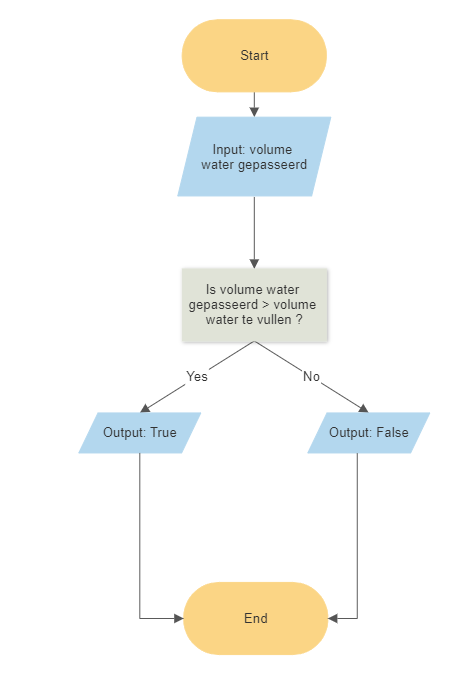 Start
Input: volume
water gepasseerd
Is volume water
gepasseerd > volume
water te vullen ?
Yes
No
Output: True
Output: False
End